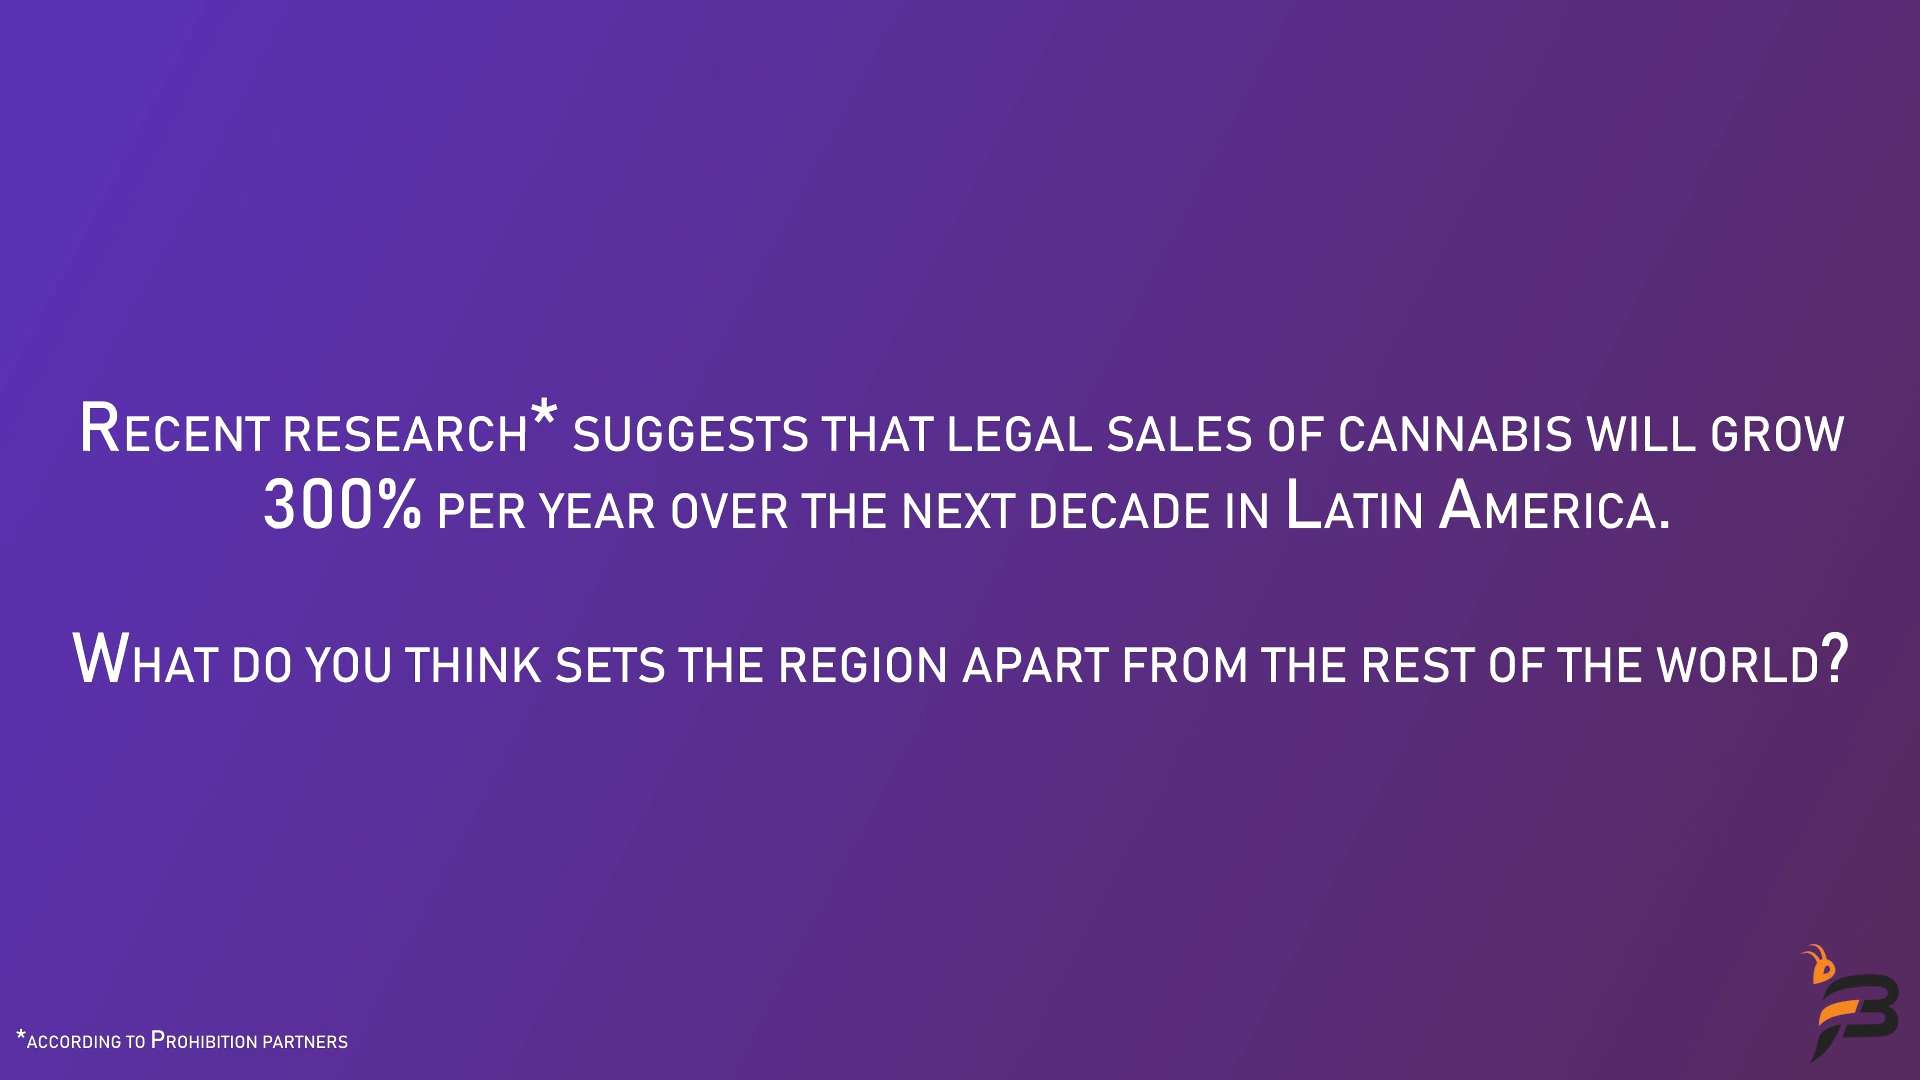 Recent research* suggests that legal sales of cannabis will grow
300% per year over the next decade in Latin America.
What do you think sets the region apart from the rest of the world?
*according to Prohibition partners
B